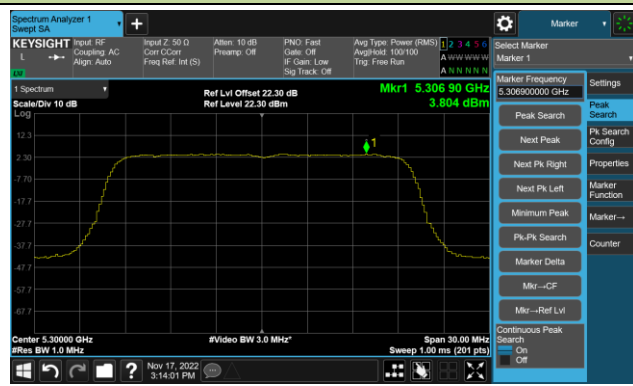 Spectrum Analyzer 1
Swept SA
Marker
KEYSIGHT
L
Input: RF
Coupling: AC
Align: Auto
Input Z: 50 Ω
Corr CCorr
Freq Ref: Int (S)
Atten: 10 dB
Preamp: Off
PNO: Fast
Gate: Off
IF Gain: Low
Sig Track: Off
Avg Type: Power (RMS)
Avg|Hold: 100/100
Trig: Free Run
1 2 3 4 5 6
A W W W W W
A N N N N N
Select Marker
Marker 1
1 Spectrum
Scale/Div 10 dB
Log
Ref Lvl Offset 22.30 dB
Ref Level 22.30 dBm
Mkr1 5.306 90 GHz
3.804 dBm
12.3
2.30
-7.70
-17.7
-27.7
-37.7
-47.7
-57.7
-67.7
1
Center 5.30000 GHz
#Res BW 1.0 MHz
#Video BW 3.0 MHz*
Span 30.00 MHz
Sweep 1.00 ms (201 pts)
Marker Frequency
5.306900000 GHz
Peak Search
Next Peak
Next Pk Right
Next Pk Left
Minimum Peak
Pk-Pk Search
Marker Delta
Mkr→CF
Mkr→Ref Lvl
Continuous Peak
Search
On
Off
Settings
Peak
Search
Pk Search
Config
Properties
Marker
Function
Marker→
Counter
Nov 17, 2022
3:14:01 PM